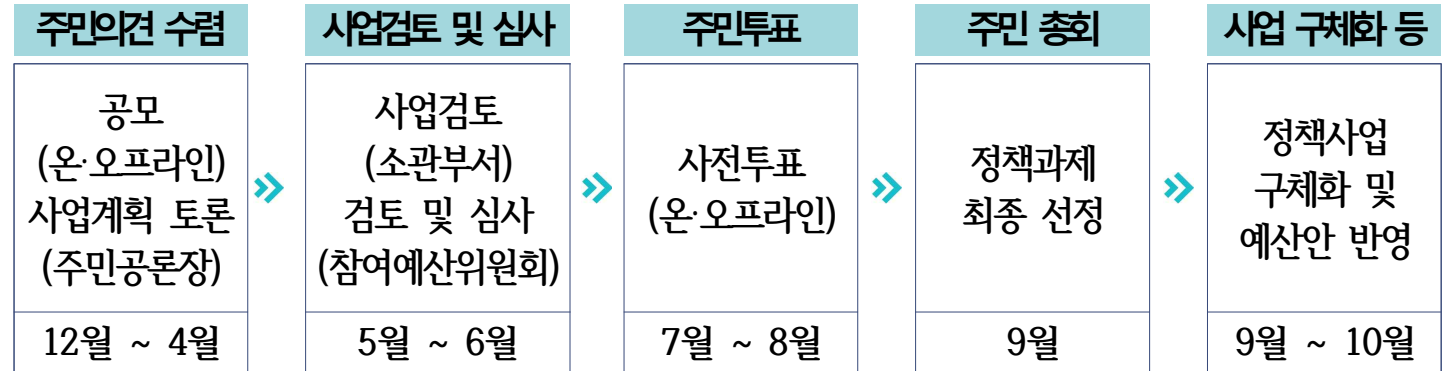 주민의견 수렴
공모
(온·오프라인)
사업계획 토론
(주민공론장)
12월 ~ 4월
사업검토 및 심사
사업검토
(소관부서)
검토 및 심사
(참여예산위원회)
5월 ~ 6월
주민투표
사전투표
(온·오프라인)
7월 ~ 8월
주민 총회
정책과제
최종 선정
9월
사업 구체화 등
정책사업
구체화 및
예산안 반영
9월 ~ 10월